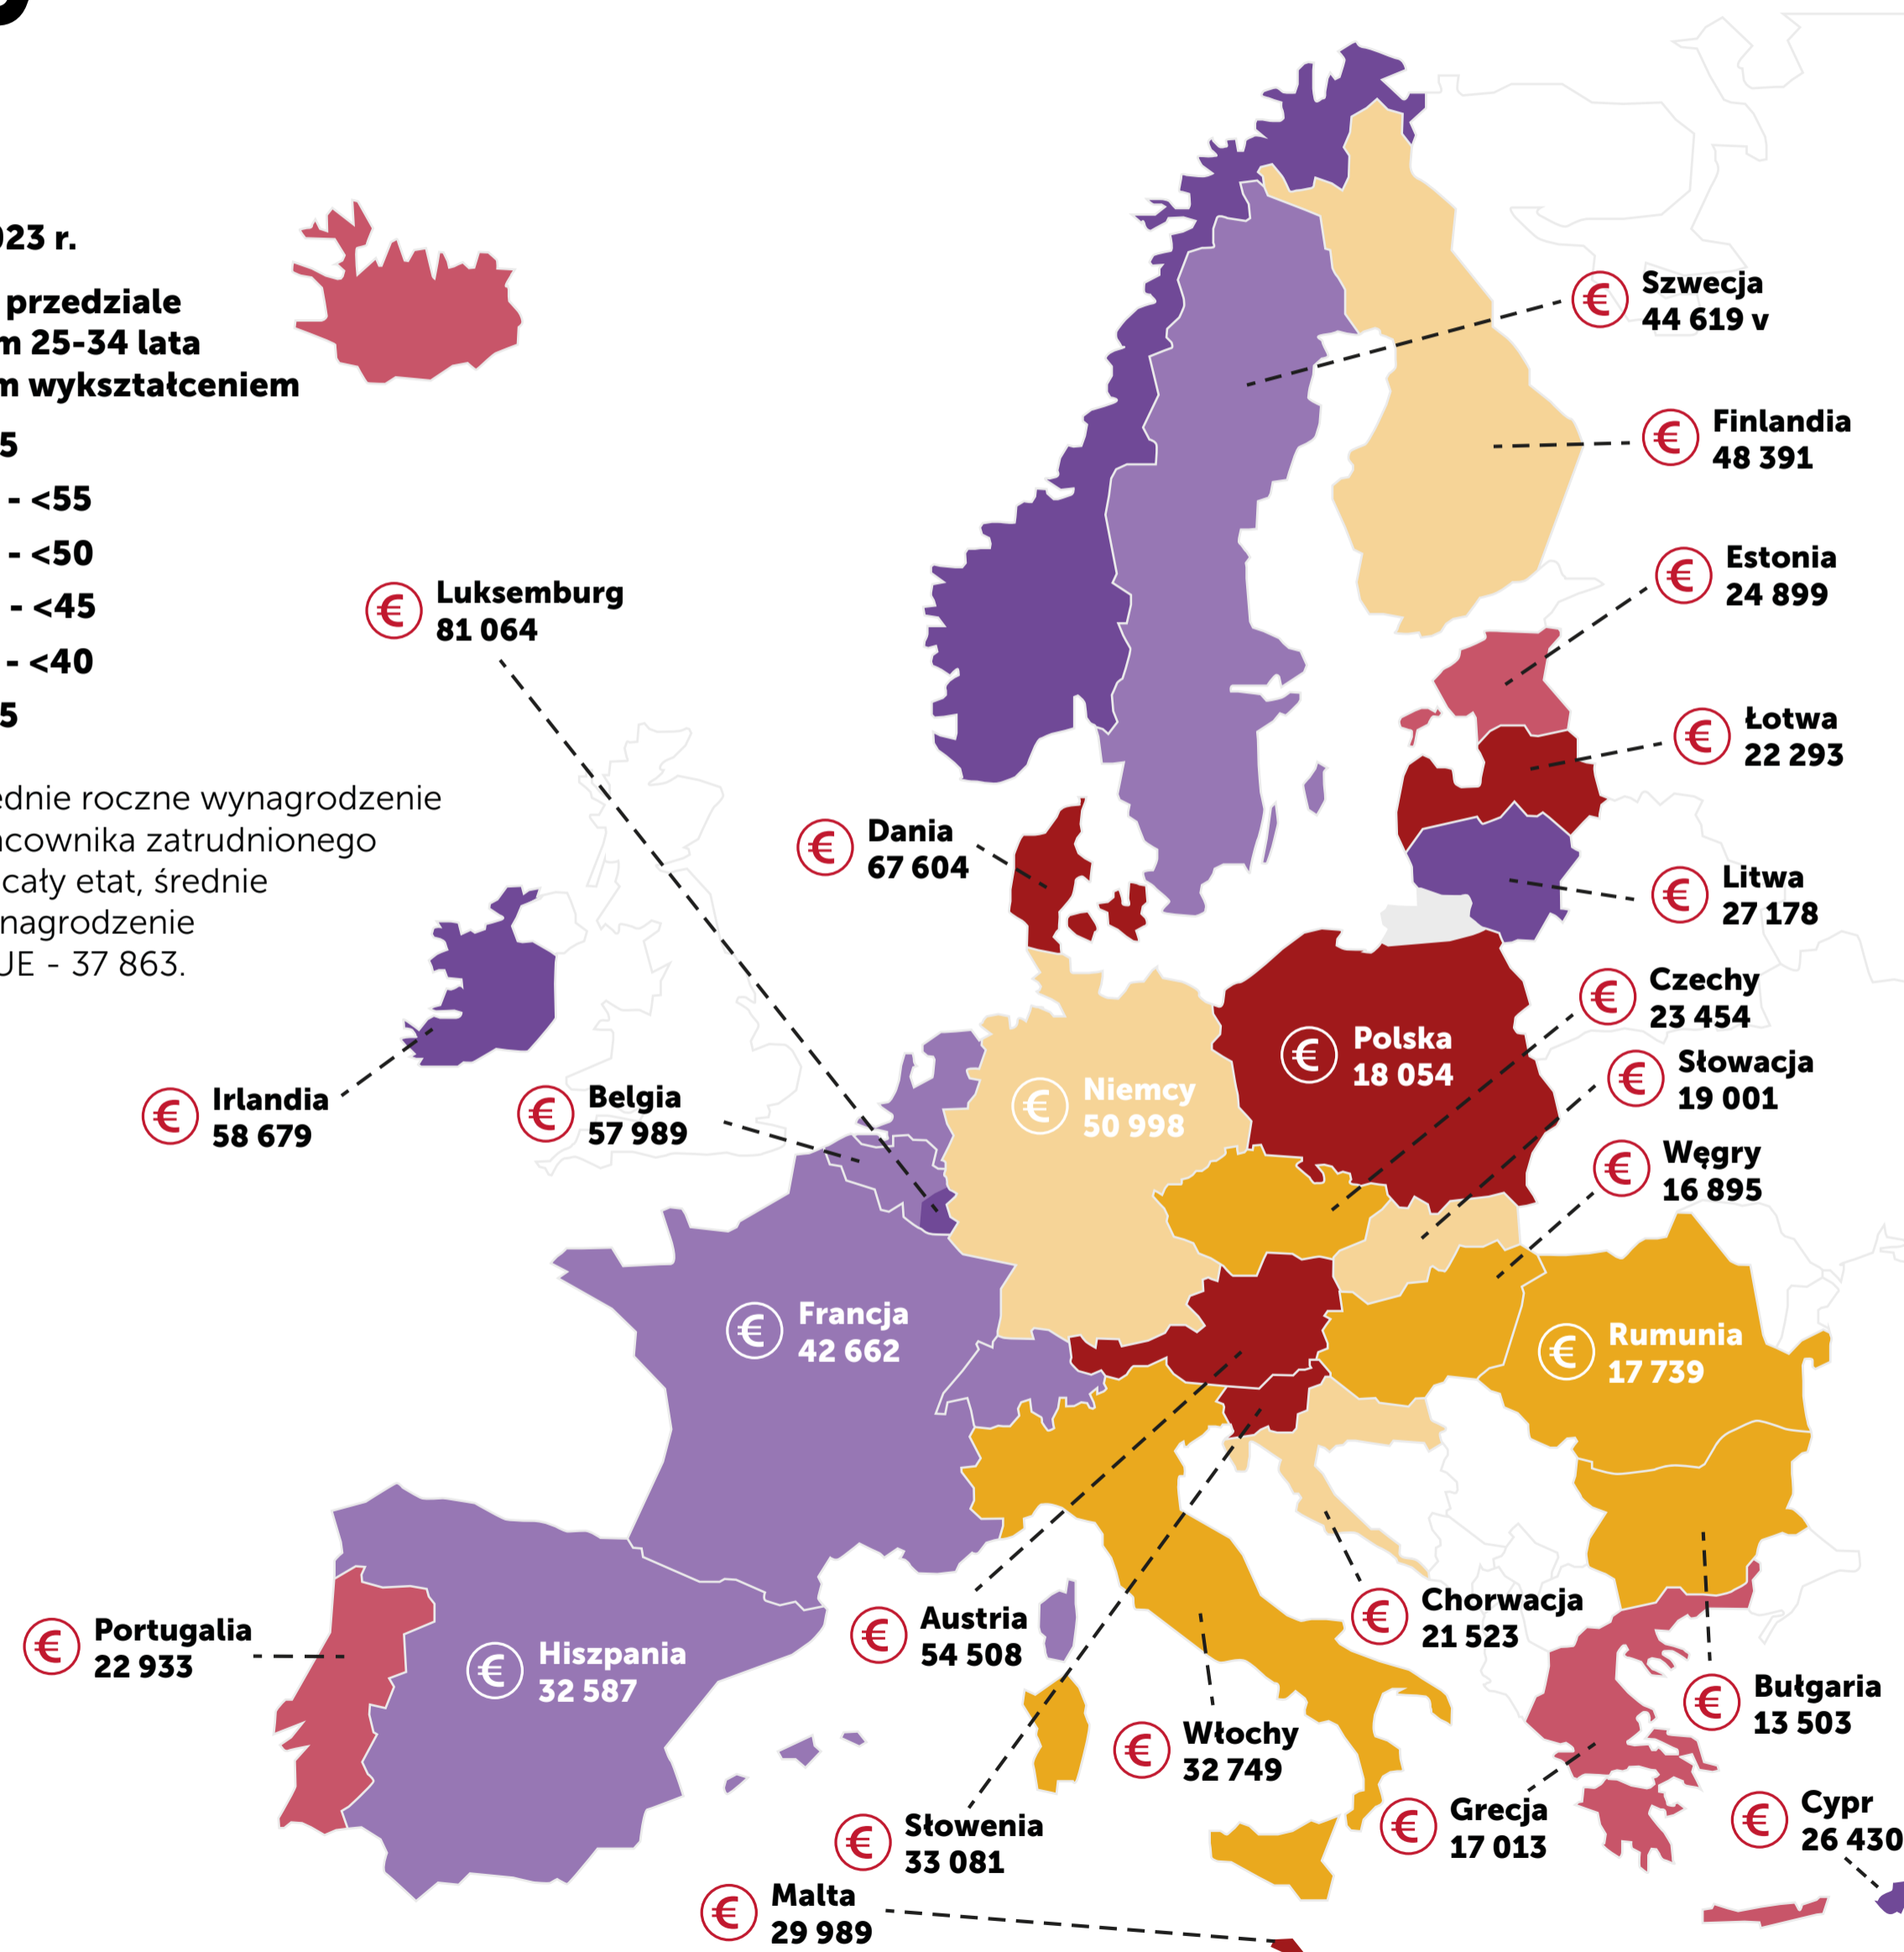 023 r.
przedziale
m 25-34 lata
m wykształceniem
5
- <55
- <50
- <45
- <40
5
ednie roczne wynagrodzenie
acownika zatrudnionego
cały etat, średnie
nagrodzenie
UE - 37 863.
Szwecja
44 619 v
Finlandia
48 391
Estonia
24 899
Luksemburg
81 064
Łotwa
22 293
Dania
67 604
Litwa
27 178
Czechy
23 454
Polska
18 054
Słowacja
19 001
Niemcy
50 998
Irlandia
58 679
Belgia
57 989
Węgry
16 895
Francja
42 662
Rumunia
17 739
Portugalia
22 933
Hiszpania
32 587
Austria
54 508
Chorwacja
21 523
Bułgaria
13 503
Włochy
32 749
Słowenia
33 081
Grecja
17 013
Cypr
26 430
Malta
29 989